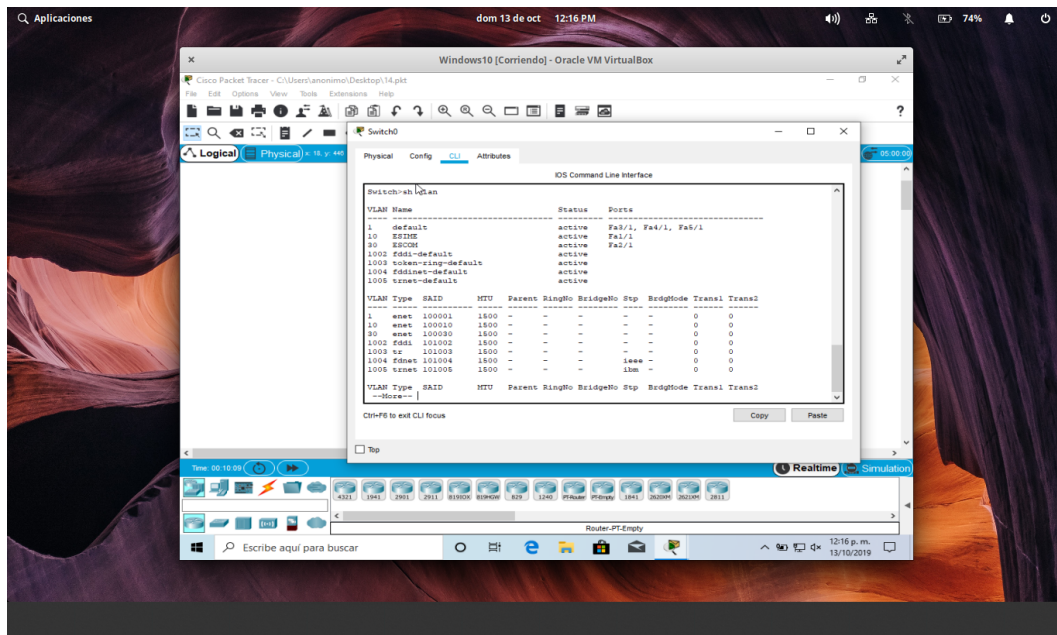 Aplicaciones
dom 13 de oct 12:16 PM
74%
Windows10 [Corriendo] - Oracle VM VirtualBox
Cisco Packet Tracer - C:\Users\anonimo\Desktop\14.pkt
File Edit Options View Tools Extensions Help
?
Logical
Physical
x: 18, y: 445
05:00:00
Switch0
Physical Config CLI Attributes
IOS Command Line Interface
Switch>sh vlan
VLAN Name Status Ports
---- -------------------------------- --------- -------------------------------
1 default active Fa3/1, Fa4/1, Fa5/1
10 ESIME active Fa1/1
30 ESCOM active Fa2/1
1002 fddi-default active
1003 token-ring-default active
1004 fddinet-default active
1005 trnet-default active
VLAN Type SAID MTU Parent RingNo BridgeNo Stp BrdgMode Trans1 Trans2
---- ----- ---------- ----- ------ ------ -------- ---- -------- ------ ------
1 enet 100001 1500 - - - - - 0 0
10 enet 100010 1500 - - - - - 0 0
30 enet 100030 1500 - - - - - 0 0
1002 fddi 101002 1500 - - - - - 0 0
1003 tr 101003 1500 - - - - - 0 0
1004 fdnet 101004 1500 - - - ieee - 0 0
1005 trnet 101005 1500 - - - ibm - 0 0
VLAN Type SAID MTU Parent RingNo BridgeNo Stp BrdgMode Trans1 Trans2
--More--
Ctrl+F6 to exit CLI focus
Copy
Paste
Top
Time: 00:10:09
Realtime
Simulation
4321 1941 2901 2911 819IOX 819HGW 829 1240 PT-Router PT-Empty 1841 2620XM 2621XM 2811
Router-PT-Empty
Escribe aquí para buscar
12:16 p. m.
13/10/2019